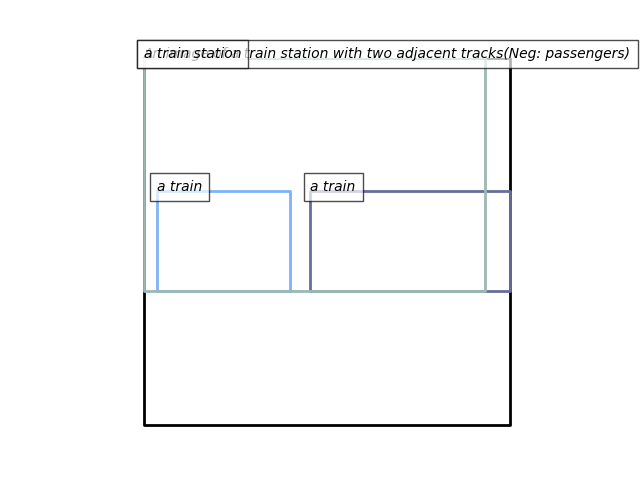 a train station
train station with two adjacent tracks(Neg: passengers)
a train
a train